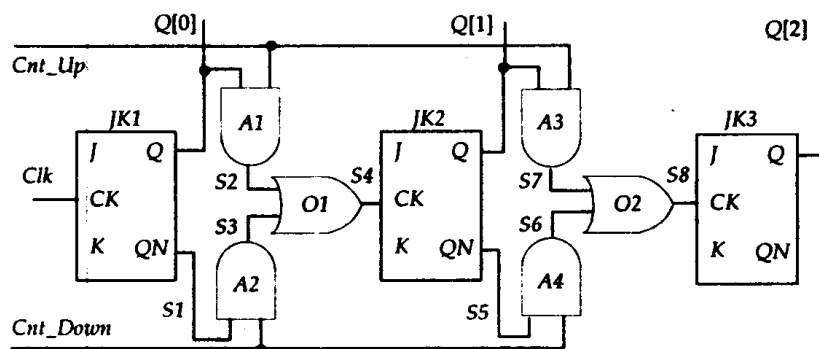 Q[0]
Q[1]
Q[2]
Cnt_Up
JK1
A1
JK2
A3
JK3
J
Q
J
Q
J
Q
Clk
S2
S4
S7
S8
CK
O1
CK
O2
CK
S3
S6
K
QN
A2
K
QN
A4
K
QN
S1
S5
Cnt_Down